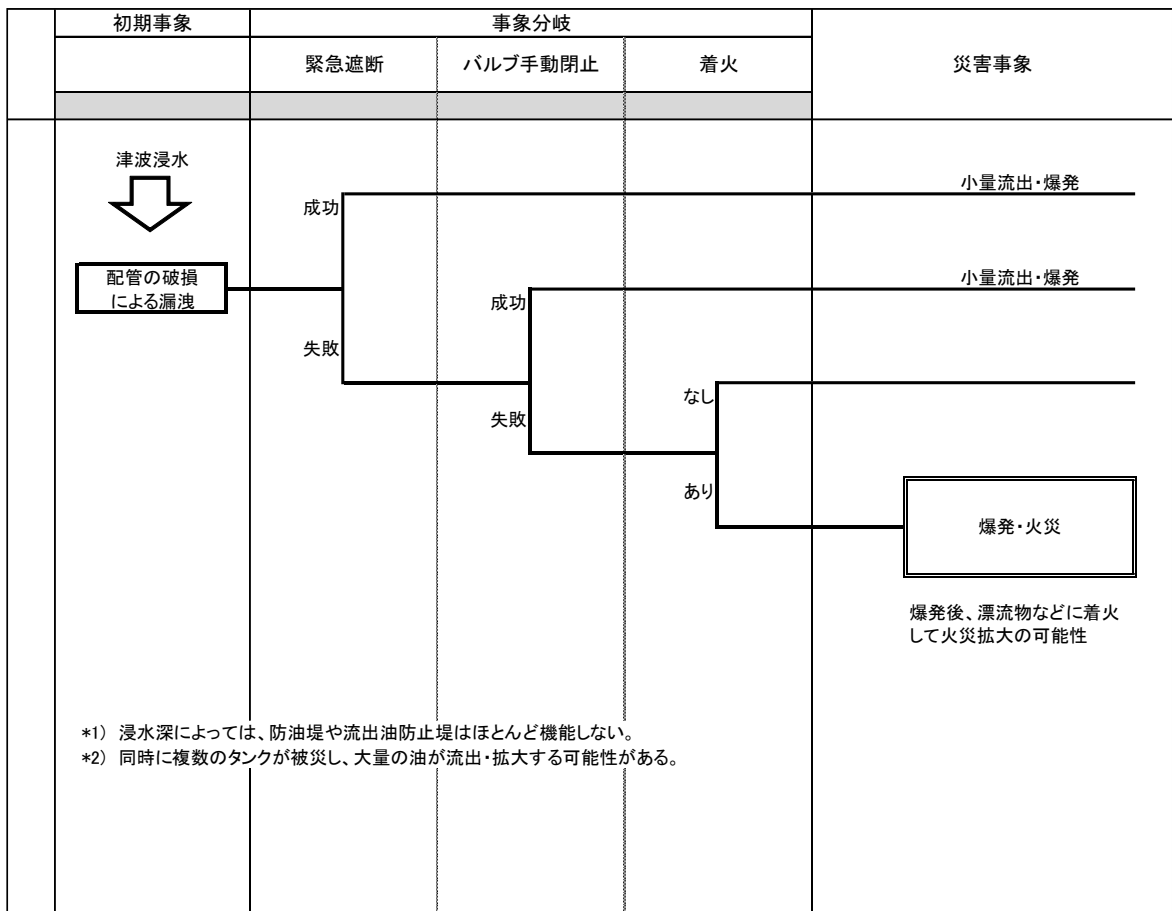 初期事象
事象分岐
緊急遮断
バルブ手動閉止
着火
災害事象
津波浸水
小量流出・爆発
成功
配管の破損
による漏洩
小量流出・爆発
成功
失敗
なし
失敗
あり
爆発・火災
爆発後、漂流物などに着火
して火災拡大の可能性
*1) 浸水深によっては、防油堤や流出油防止堤はほとんど機能しない。
*2) 同時に複数のタンクが被災し、大量の油が流出・拡大する可能性がある。